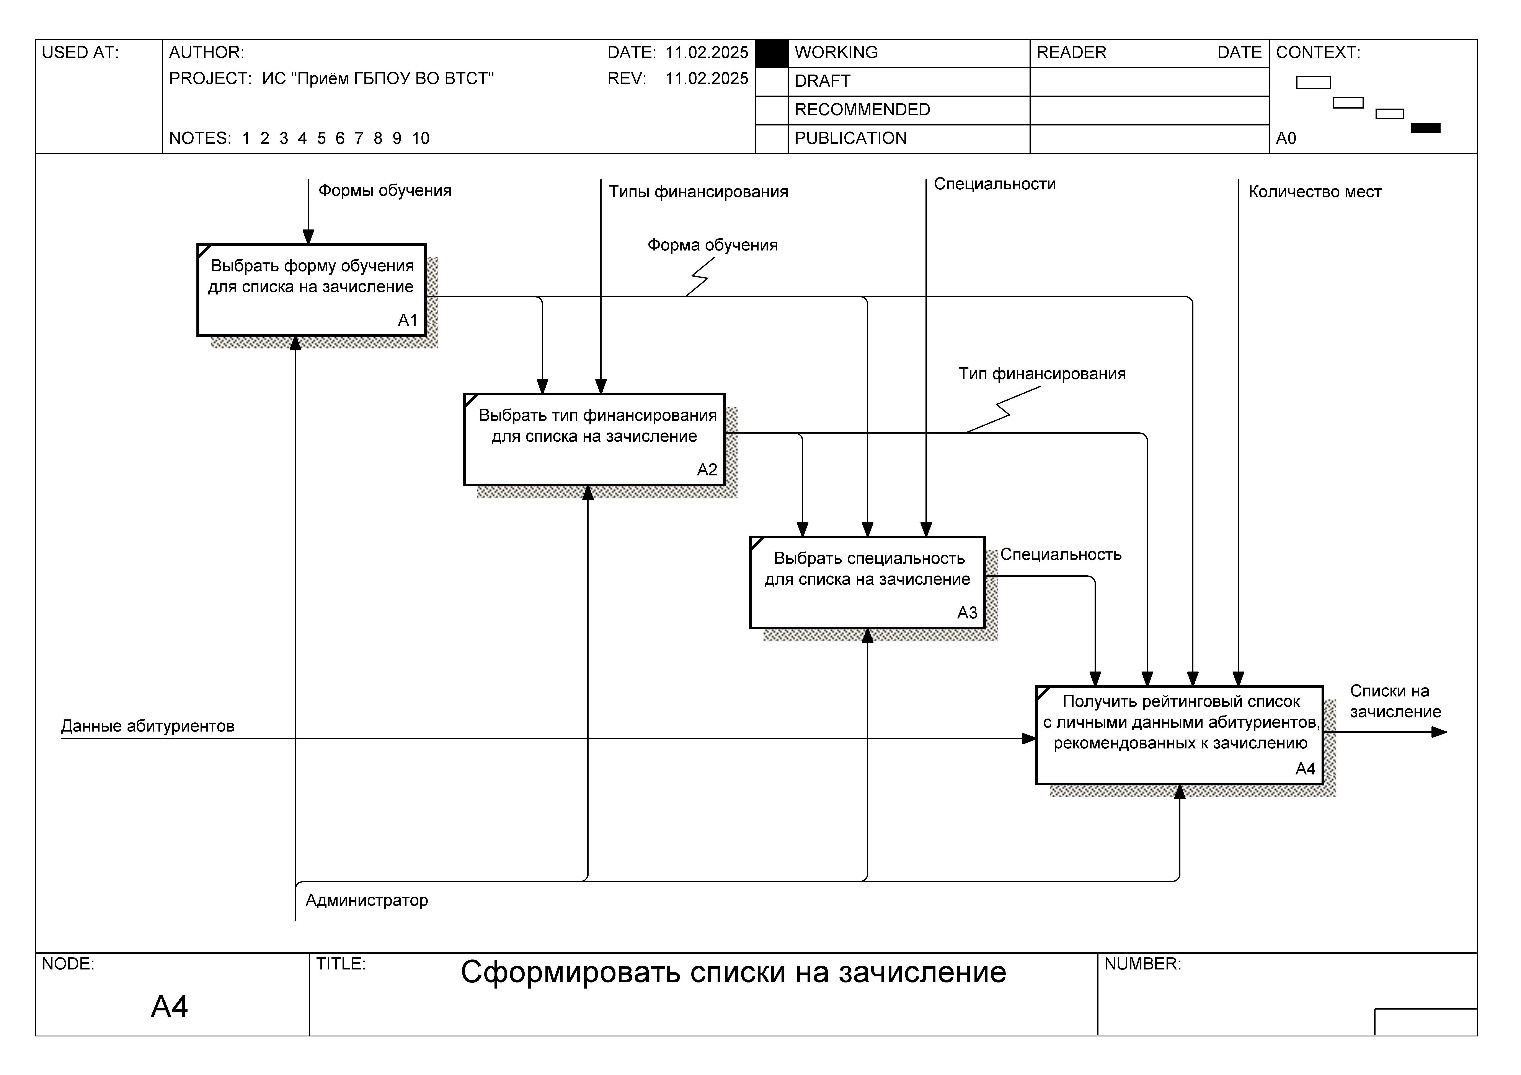 USED AT:
AUTHOR:
DATE: 11.02.2025
PROJECT: ИС "Приём ГБПОУ ВО ВТСТ"
REV: 11.02.2025
NOTES: 1 2 3 4 5 6 7 8 9 10
WORKING
DRAFT
RECOMMENDED
PUBLICATION
READER
DATE
CONTEXT:
A0
Формы обучения
Типы финансирования
Специальности
Количество мест
Форма обучения
Выбрать форму обучения
для списка на зачисление
A1
Тип финансирования
Выбрать тип финансирования
для списка на зачисление
A2
Специальность
Выбрать специальность
для списка на зачисление
A3
Данные абитуриентов
Получить рейтинговый список
с личными данными абитуриентов,
рекомендованных к зачислению
A4
Списки на
зачисление
Администратор
NODE:
A4
TITLE:
Сформировать списки на зачисление
NUMBER: